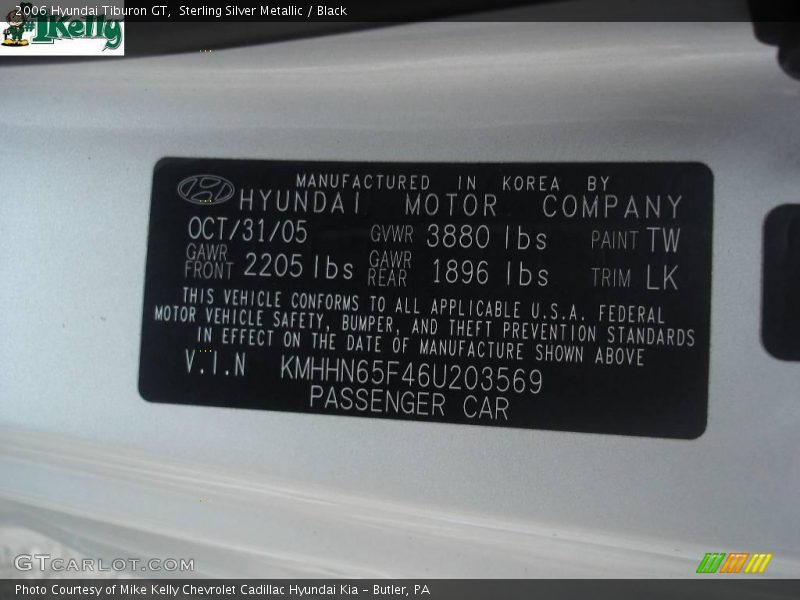 2006 Hyundai Tiburon GT,  Sterling Silver Metallic / Black
#1Kelly
MANUFACTURED IN KOREA BY
HYUNDAI MOTOR COMPANY
OCT/31/05 GVWR 3880 lbs PAINT TW
GAWR FRONT 2205 lbs GAWR REAR 1896 lbs TRIM LK
THIS VEHICLE CONFORMS TO ALL APPLICABLE U.S.A. FEDERAL
MOTOR VEHICLE SAFETY, BUMPER, AND THEFT PREVENTION STANDARDS
IN EFFECT ON THE DATE OF MANUFACTURE SHOWN ABOVE
V.I.N KMHHN65F46U203569
PASSENGER CAR
GTCARLOT.COM
Photo Courtesy of Mike Kelly Chevrolet Cadillac Hyundai Kia – Butler, PA